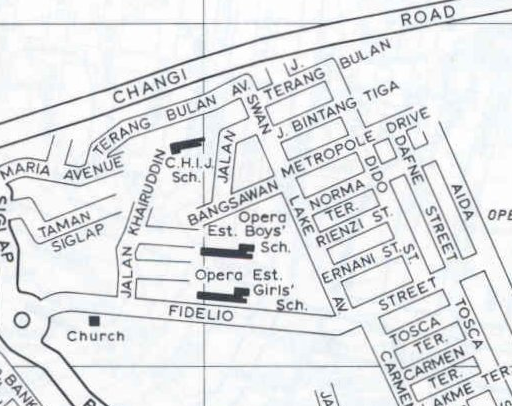 CHANGI ROAD
J. TERANG BULAN
TERANG BULAN AV.
SWAN LAKE AV.
J. BINTANG TIGA
MARIA AVENUE
C.H.I.J.
Sch.
JALAN
METROPOLE DRIVE
JALAN KHAIRUDDIN
BANGSAWAN
DIDO ST.
DAFNE STREET
AIDA
NORMA
TER.
RIENZI ST.
ERNANI ST.
SIGLAP
TAMAN
SIGLAP
Opera
Est. Boys'
Sch.
OPE
Opera Est.
Girls'
Sch.
FIDELIO STREET
Church
TOSCA
TER.
TOSCA
CARMEN
TER.
CARMEN
LAKME TER
BANK
JA